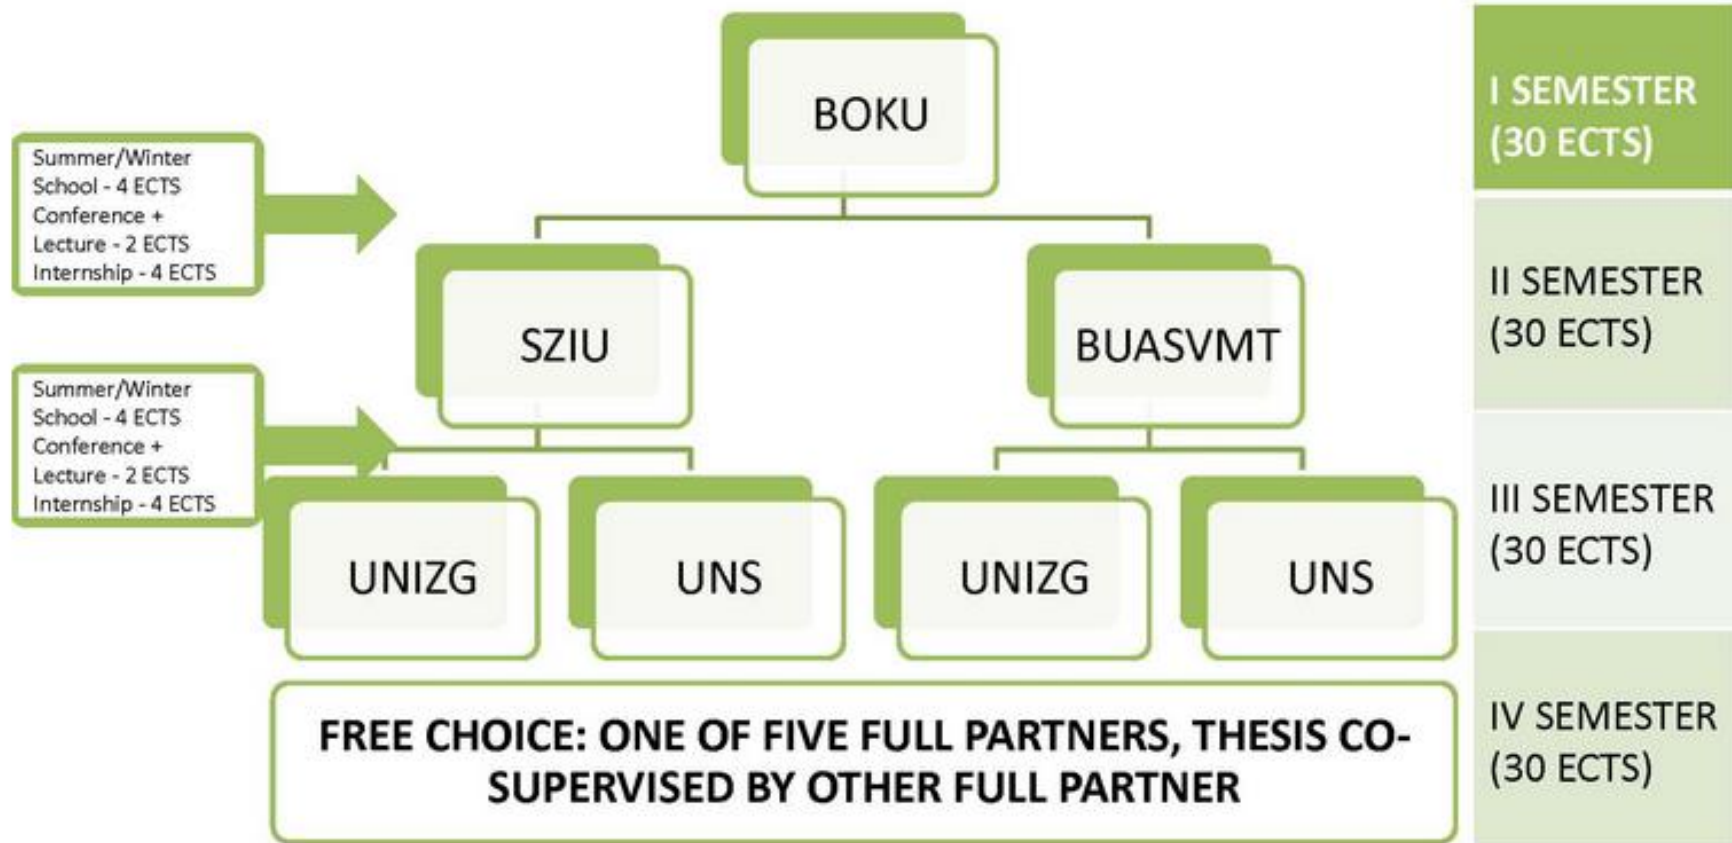 BOKU
I SEMESTER
(30 ECTS)
Summer/Winter
School - 4 ECTS
Conference +
Lecture - 2 ECTS
Internship - 4 ECTS
SZIU
BUASVMT
II SEMESTER
(30 ECTS)
Summer/Winter
School - 4 ECTS
Conference +
Lecture - 2 ECTS
Internship - 4 ECTS
UNIZG
UNS
UNIZG
UNS
III SEMESTER
(30 ECTS)
FREE CHOICE: ONE OF FIVE FULL PARTNERS, THESIS CO-
SUPERVISED BY OTHER FULL PARTNER
IV SEMESTER
(30 ECTS)